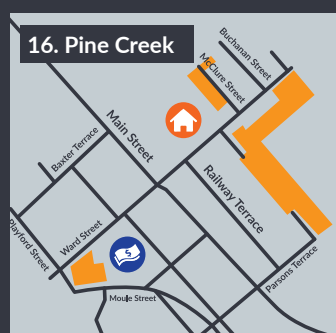 16. Pine Creek
Buchanan Street
McClure Street
Main Street
Baxter Terrace
Railway Terrace
Ward Street
Playford Street
Parsons Terrace
Moule Street
$